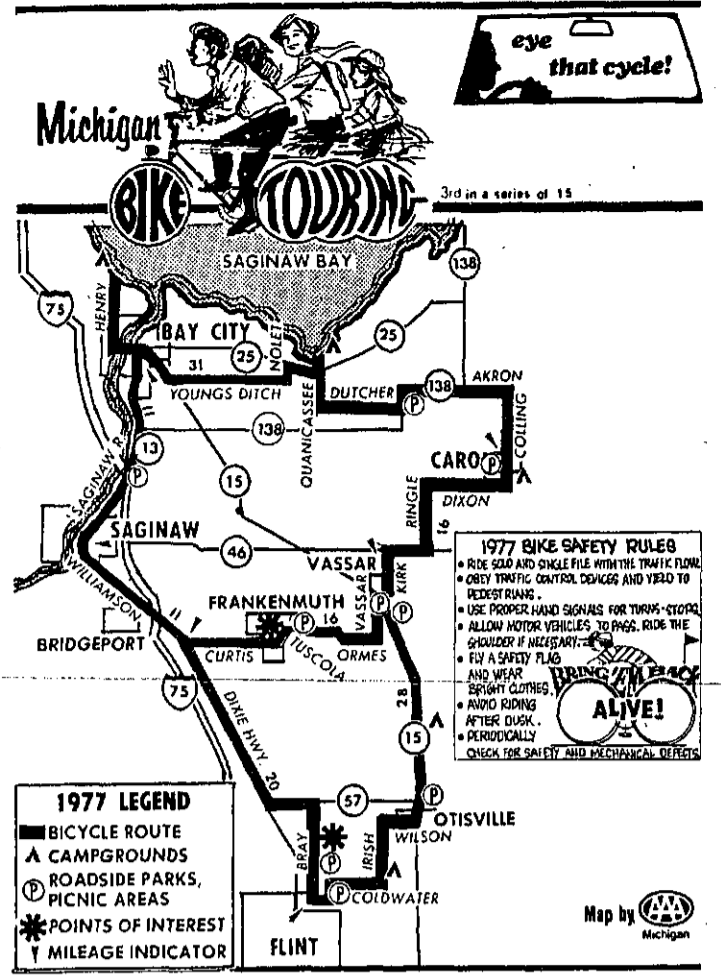 eye
that cycle!
Michigan
BIKE
TOURING
3rd in a series of 15
SAGINAW BAY
138
75
HENRY
BAY CITY
NOLET
25
25
31
YOUNGS DITCH
DUTCHER
138
AKRON
P
11
QUANICASSEE
138
COLLING
13
CARO
P
SAGINAW R.
P
15
RINGLE
DIXON
16
SAGINAW
46
VASSAR
KIRK
VASSAR
WILLIAMSON
FRANKENMUTH
P
P
11
P
16
BRIDGEPORT
CURTIS
TUSCOLA
ORMES
75
28
DIXIE HWY. 20
15
57
P
OTISVILLE
WILSON
BRAY
IRISH
P
P
COLDWATER
FLINT
1977 BIKE SAFETY RULES
• RIDE SOLO AND SINGLE FILE WITH THE TRAFFIC FLOW.
• OBEY TRAFFIC CONTROL DEVICES AND YIELD TO
PEDESTRIANS.
• USE PROPER HAND SIGNALS FOR TURNS-STOPS
• ALLOW MOTOR VEHICLES TO PASS. RIDE THE
SHOULDER IF NECESSARY.
• FLY A SAFETY FLAG
AND WEAR
BRIGHT CLOTHES.
• AVOID RIDING
AFTER DUSK.
• PERIODICALLY
CHECK FOR SAFETY AND MECHANICAL DEFECTS
BRING 'EM BACK
ALIVE!
1977 LEGEND
BICYCLE ROUTE
CAMPGROUNDS
P ROADSIDE PARKS,
PICNIC AREAS
POINTS OF INTEREST
MILEAGE INDICATOR
Map by AAA
Michigan